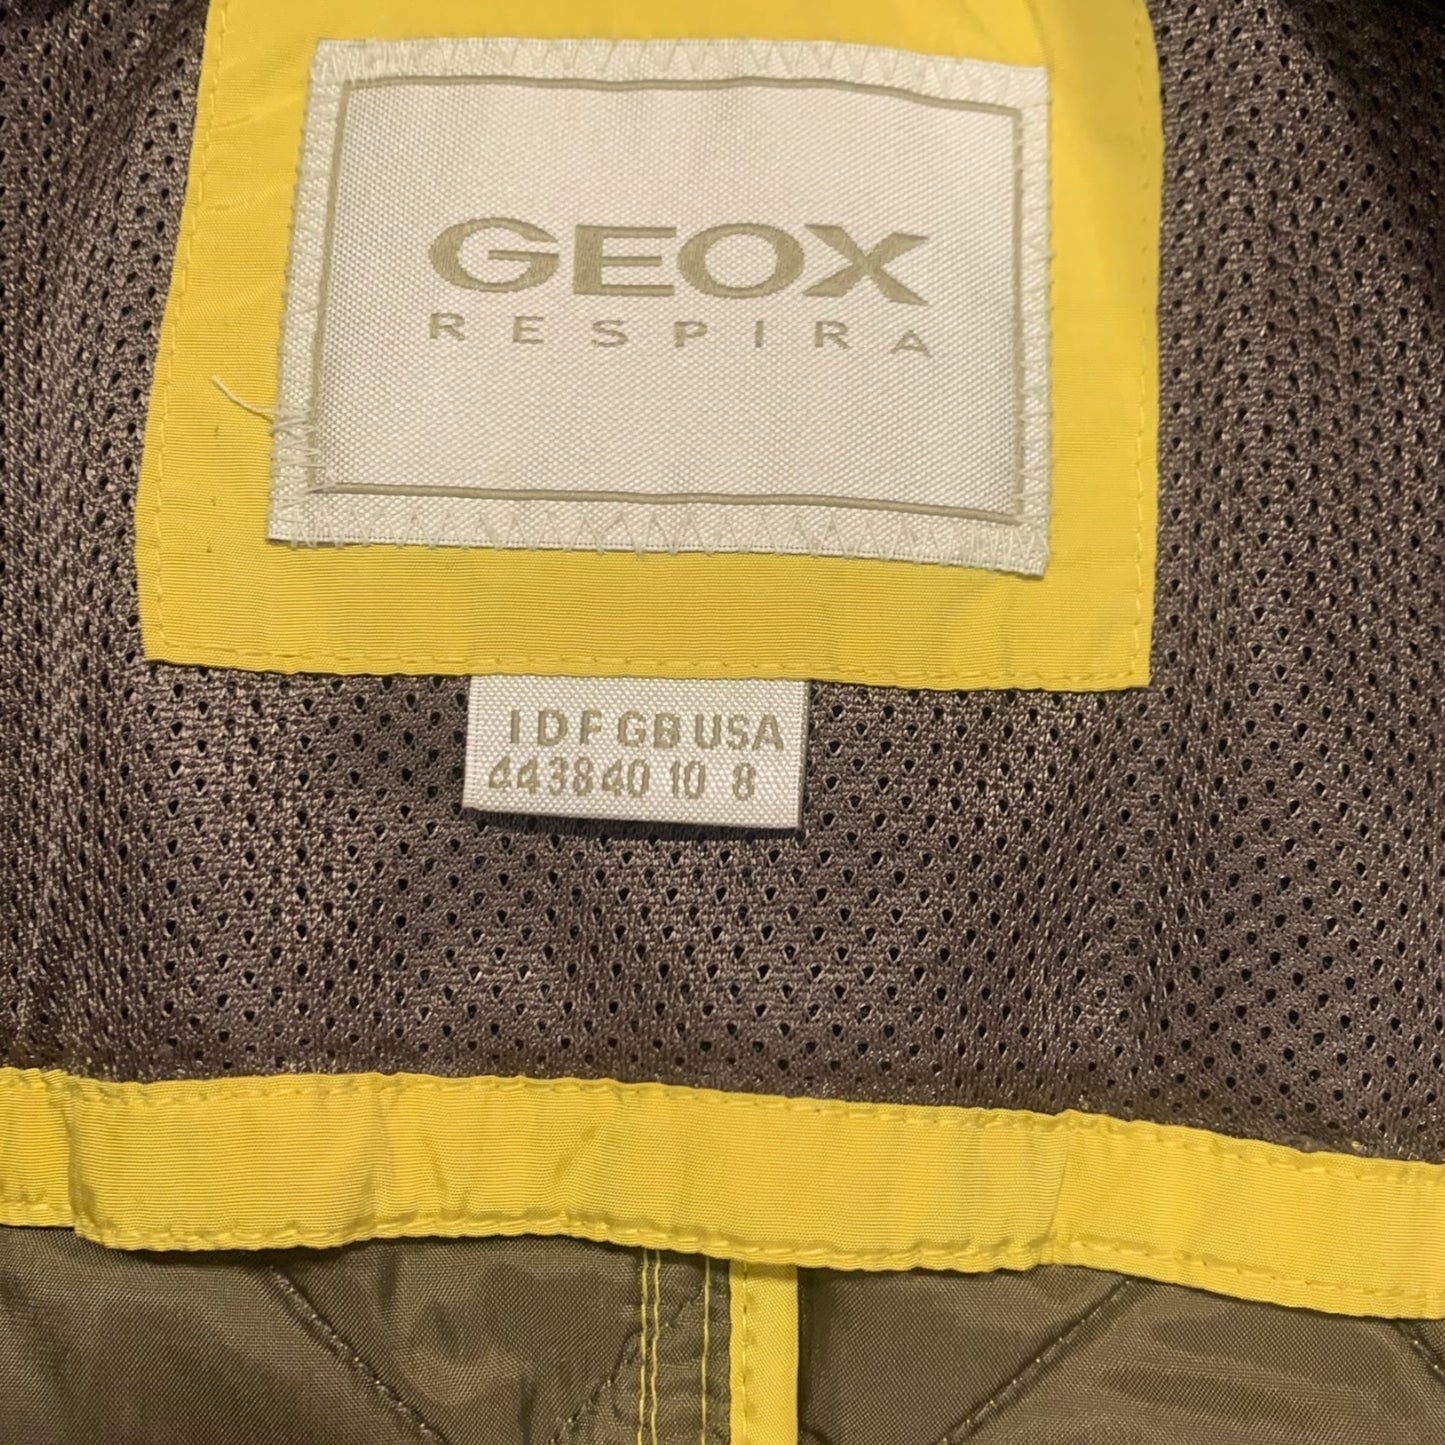 GEOX
RESPIRA
I D F GB USA
44 38 40 10 8